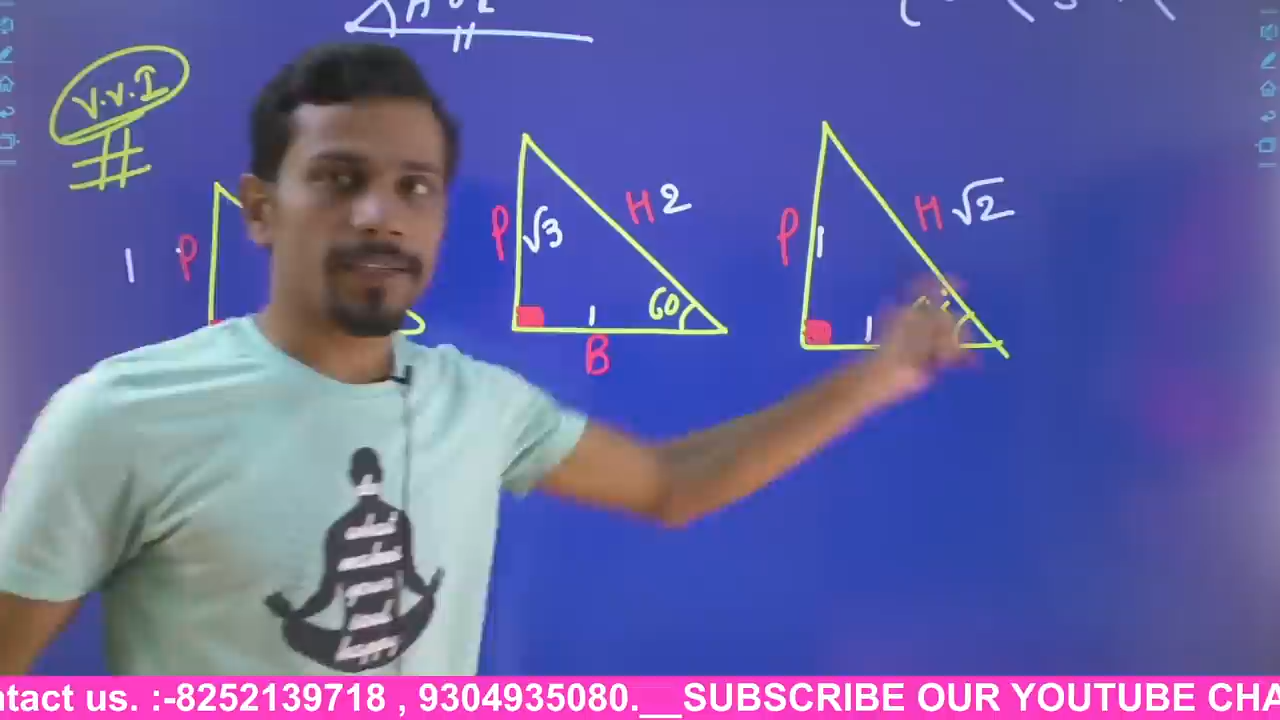 V.V.I
1 P
P √3 H 2
60
1
B
P 1 H √2
1
ntact us. :-8252139718 , 9304935080.__SUBSCRIBE OUR YOUTUBE CHA